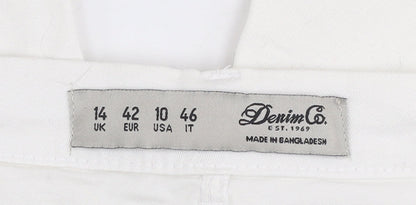 14 42 10 46
UK EUR USA IT
Denim Co.
EST. 1969
MADE IN BANGLADESH